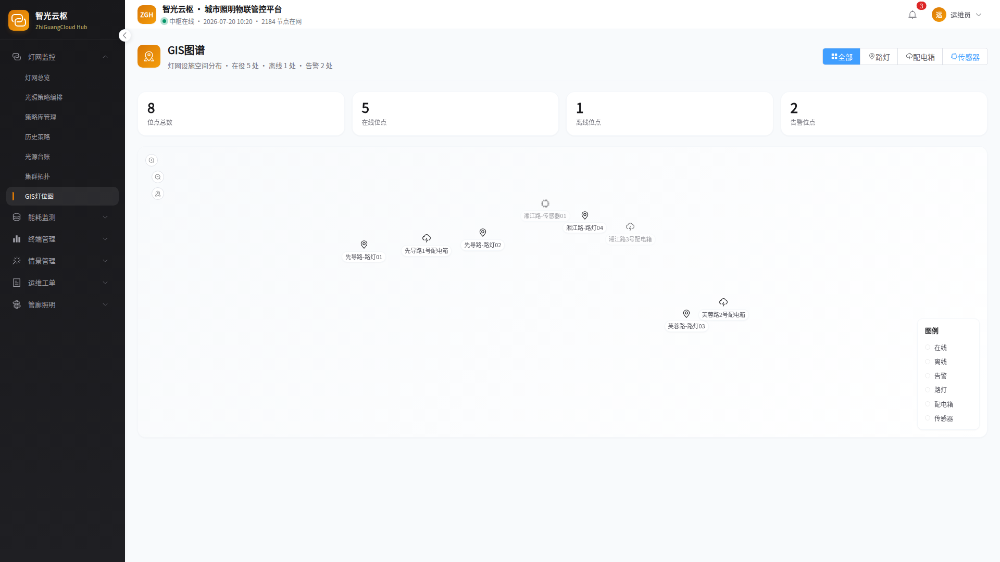 智光云枢
ZhiGuangCloud Hub
灯网监控
灯网总览
光照策略编排
策略库管理
历史策略
光源台账
集群拓扑
GIS灯位图
能耗监测
终端管理
情景管理
运维工单
管廊照明
ZGH
智光云枢 • 城市照明物联管控平台
中枢在线 • 2026-07-20 10:20 • 2184 节点在网
3
运
运维员
GIS图谱
灯网设施空间分布 • 在役 5 处 • 离线 1 处 • 告警 2 处
全部
路灯
配电箱
传感器
8
位点总数
5
在线位点
1
离线位点
2
告警位点
湘江路-传感器01
湘江路-路灯04
湘江路3号配电箱
先导路-路灯02
先导路1号配电箱
先导路-路灯01
芙蓉路2号配电箱
芙蓉路-路灯03
图例
在线
离线
告警
路灯
配电箱
传感器